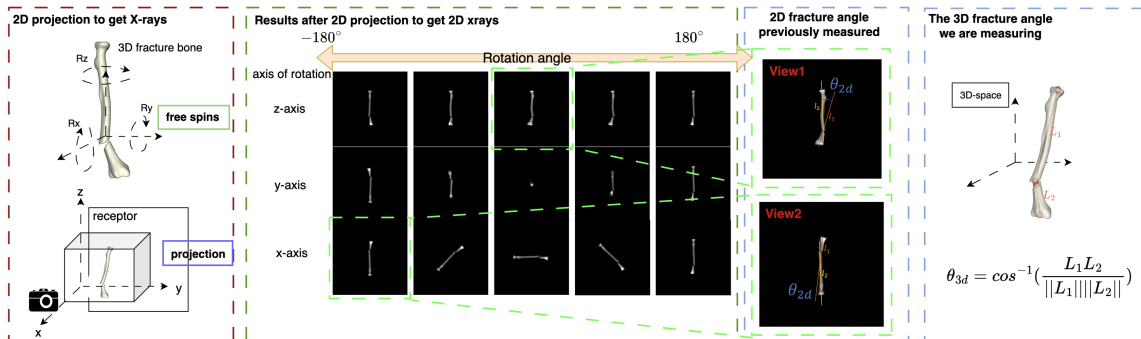 2D projection to get X-rays
3D fracture bone
Rz
Ry
Rx
free spins
z
receptor
projection
y
x
Results after 2D projection to get 2D xrays
−180°
180°
Rotation angle
axis of rotation
z-axis
y-axis
x-axis
2D fracture angle
previously measured
View1
θ2d
l2
l1
View2
l1
l2
θ2d
The 3D fracture angle
we are measuring
3D-space
L1
L2
θ3d = cos−1(L1L2 / ||L1||||L2||)